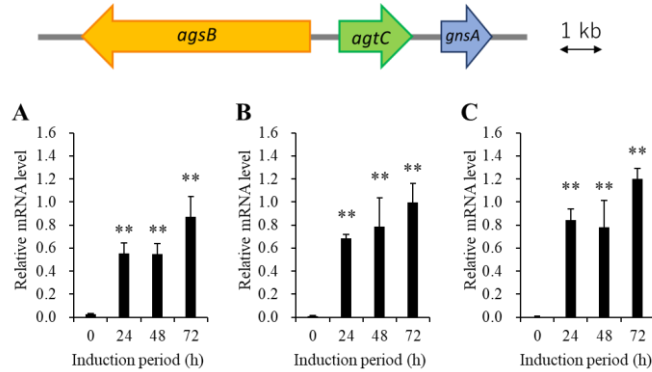 agsB
agtC
gnsA
1 kb
A
Relative mRNA level
1.6
1.4
1.2
1.0
0.8
0.6
0.4
0.2
0.0
**
**
**
0 24 48 72
Induction period (h)
B
Relative mRNA level
1.6
1.4
1.2
1.0
0.8
0.6
0.4
0.2
0.0
**
**
**
0 24 48 72
Induction period (h)
C
Relative mRNA level
1.6
1.4
1.2
1.0
0.8
0.6
0.4
0.2
0.0
**
**
**
0 24 48 72
Induction period (h)